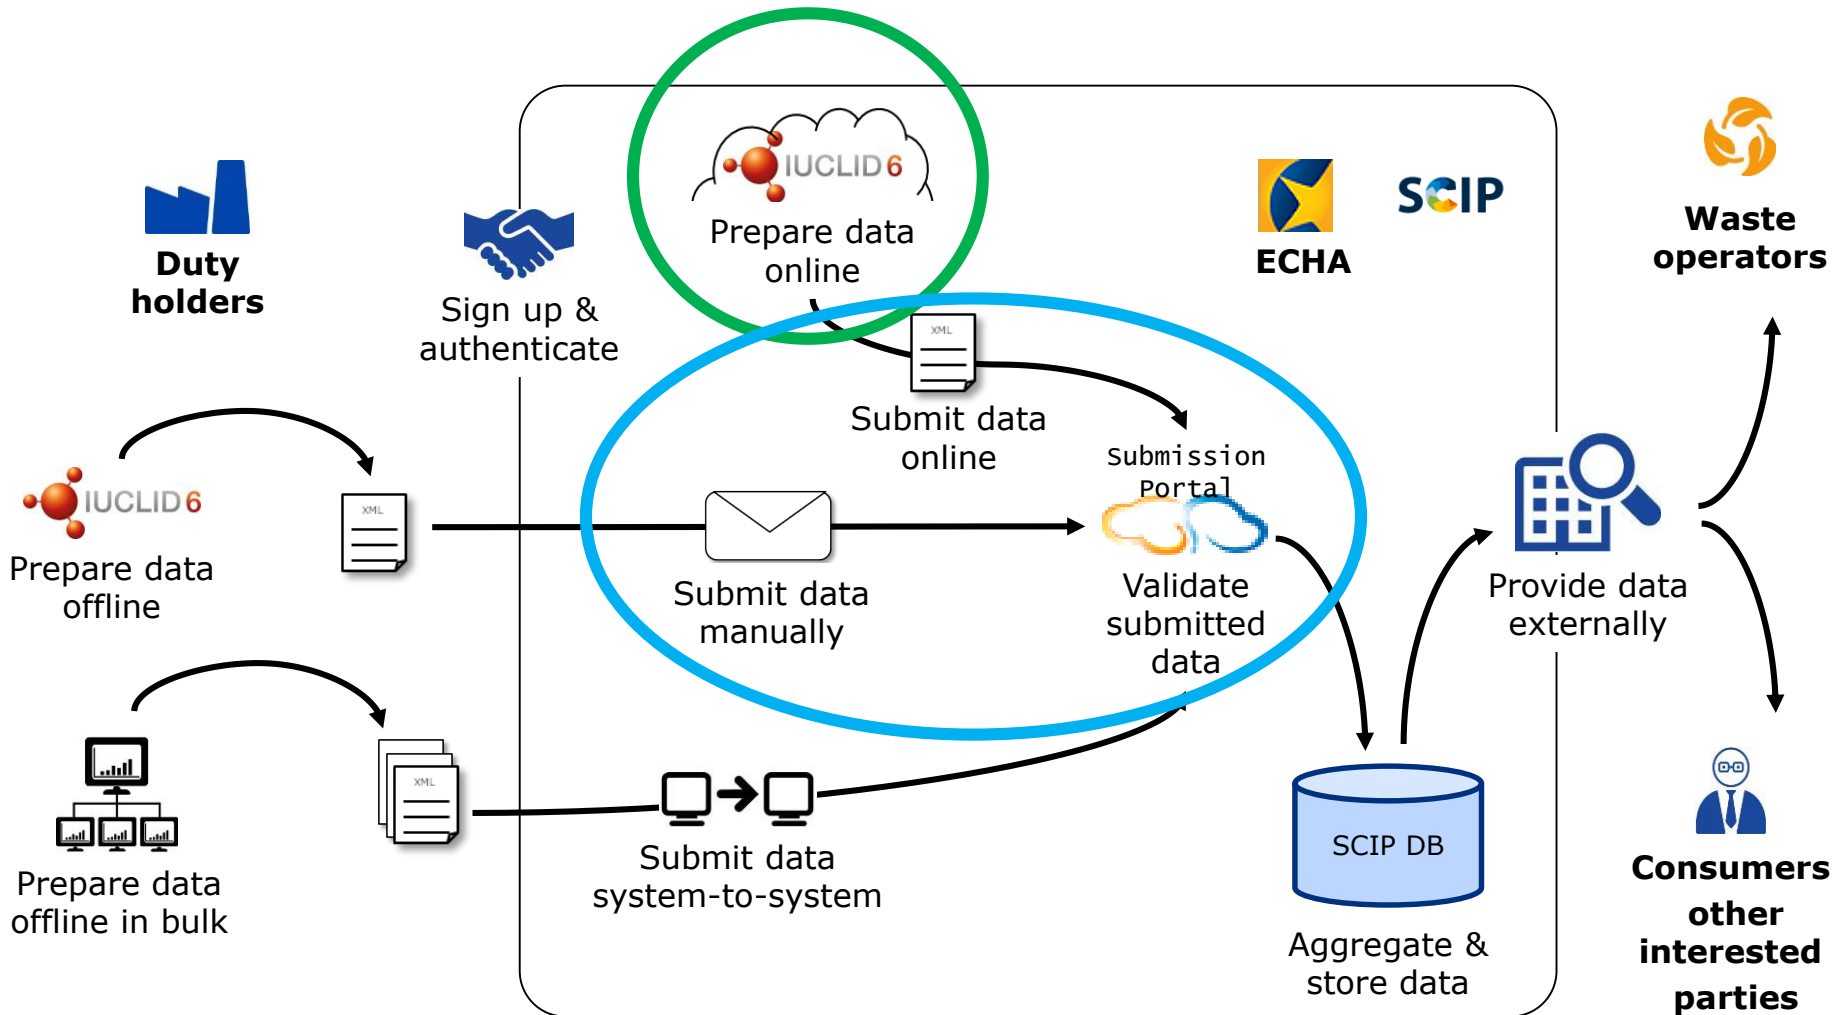 IUCLID 6
Prepare data
online
ECHA
SCIP
Waste
operators
Duty
holders
Sign up &
authenticate
XML
Submit data
online
Submission
Portal
IUCLID 6
Prepare data
offline
XML
Submit data
manually
Validate
submitted
data
Provide data
externally
Prepare data
offline in bulk
XML
Submit data
system-to-system
SCIP DB
Aggregate &
store data
Consumers
other
interested
parties